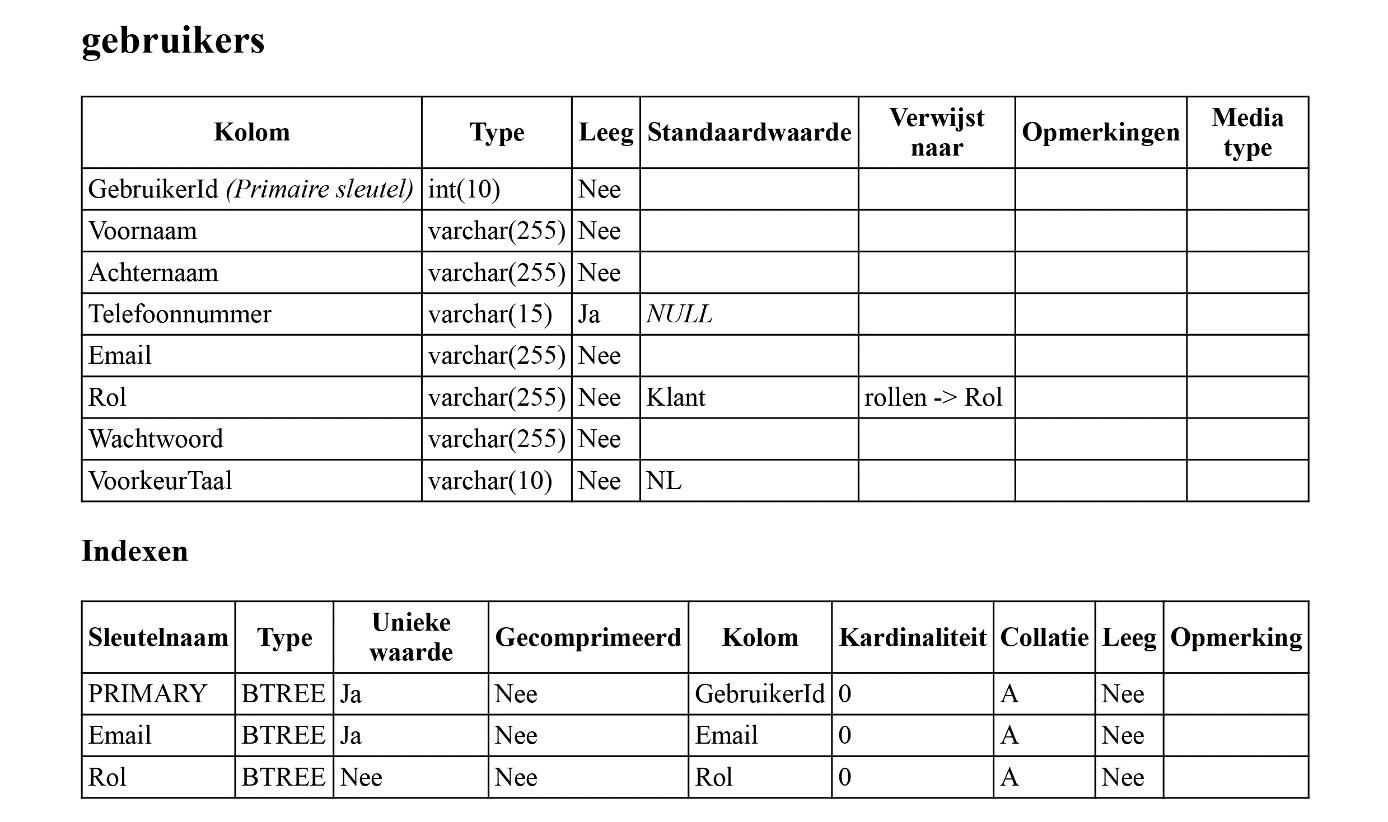 gebruikers
Kolom Type Leeg Standaardwaarde Verwijst naar Opmerkingen Media type
GebruikerId (Primaire sleutel) int(10) Nee
Voornaam varchar(255) Nee
Achternaam varchar(255) Nee
Telefoonnummer varchar(15) Ja NULL
Email varchar(255) Nee
Rol varchar(255) Nee Klant rollen -> Rol
Wachtwoord varchar(255) Nee
VoorkeurTaal varchar(10) Nee NL
Indexen
Sleutelnaam Type Unieke waarde Gecomprimeerd Kolom Kardinaliteit Collatie Leeg Opmerking
PRIMARY BTREE Ja Nee GebruikerId 0 A Nee
Email BTREE Ja Nee Email 0 A Nee
Rol BTREE Nee Nee Rol 0 A Nee